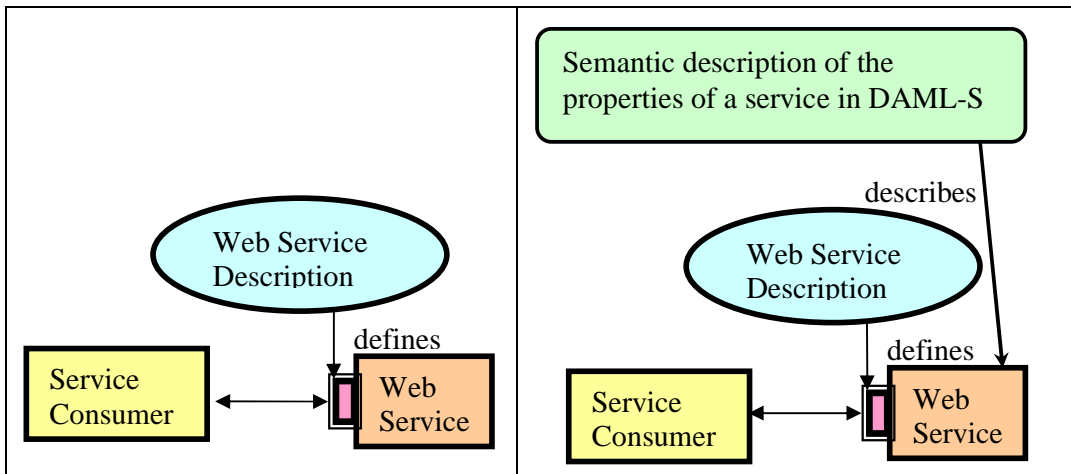 Web Service
Description
defines
Service
Consumer
Web
Service
Semantic description of the
properties of a service in DAML-S
describes
Web Service
Description
defines
Service
Consumer
Web
Service